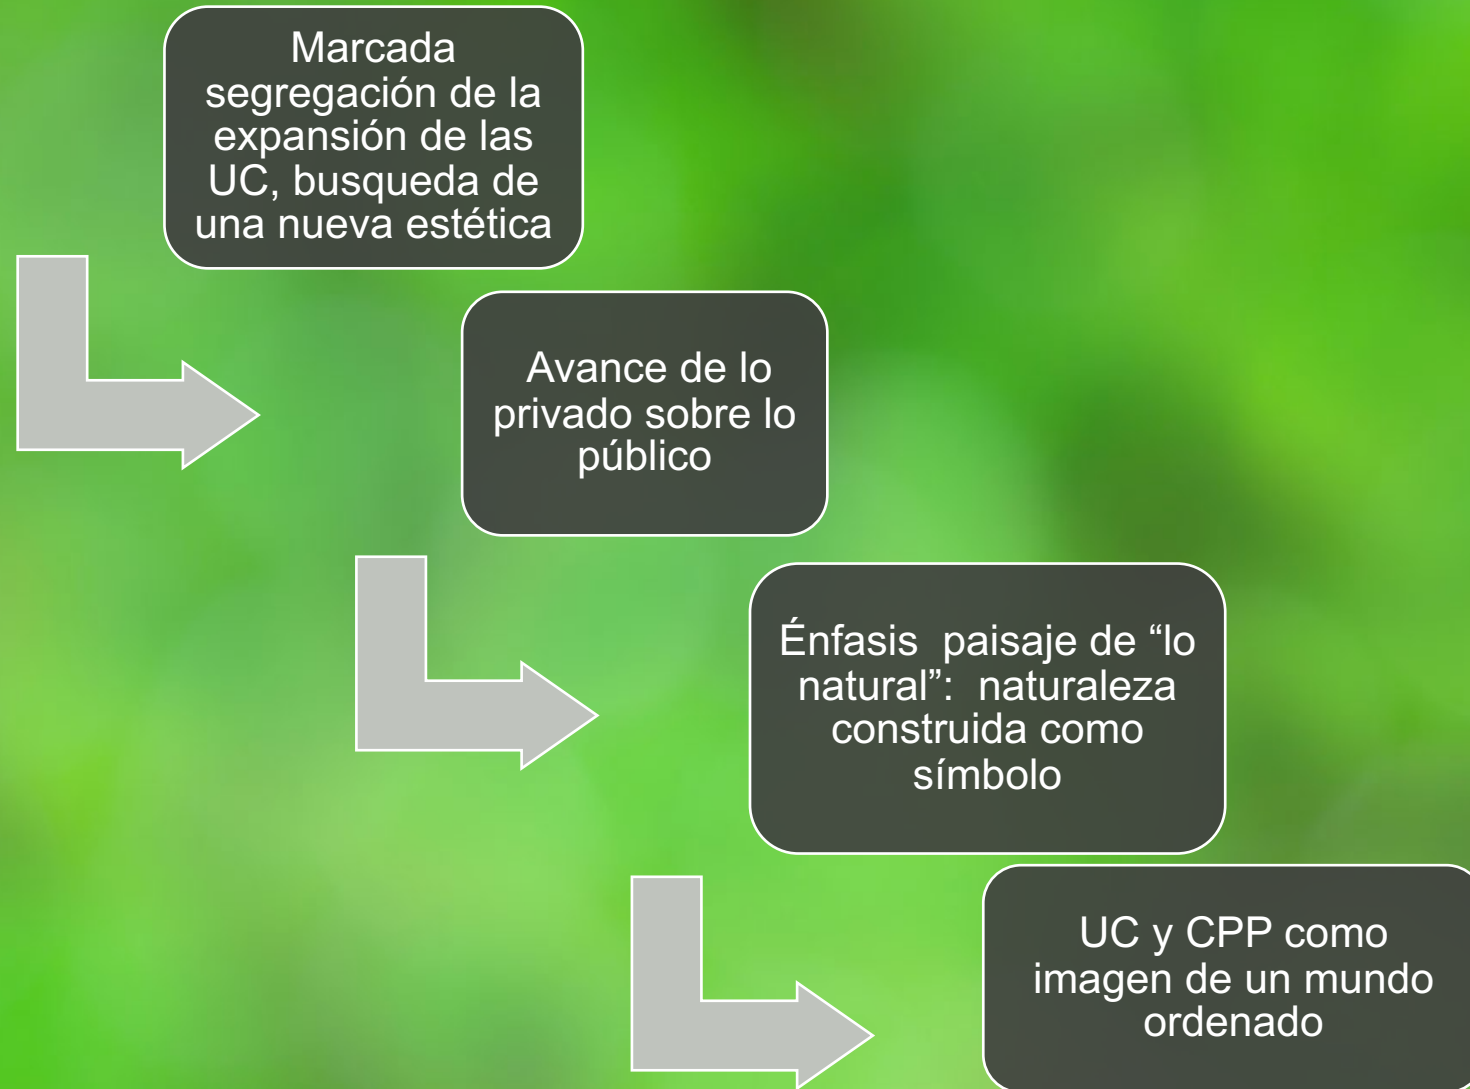 Marcada
segregación de la
expansión de las
UC, busqueda de
una nueva estética
Avance de lo
privado sobre lo
público
Énfasis  paisaje de “lo
natural”:  naturaleza
construida como
símbolo
UC y CPP como
imagen de un mundo
ordenado